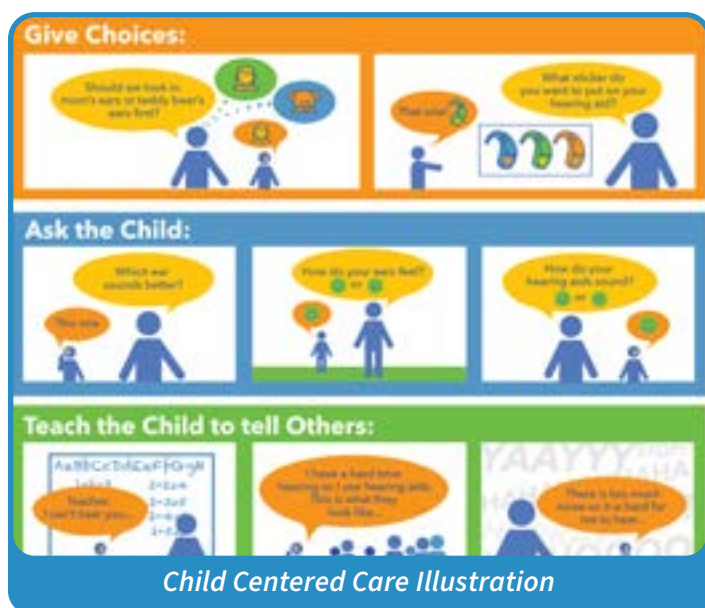 Give Choices:
Should we look in
mom's ears or teddy bear's
ears first?
What sticker do
you want to put on your
hearing aid?
That one!
Ask the Child:
Which ear
sounds better?
This one
How do your ears feel?
or
How do your
hearing aids sound?
or
Teach the Child to tell Others:
Teacher,
I can't hear you...
I have a hard time
hearing so I use hearing aids.
This is what they
look like...
YAAYYY
HAHA
There is too much
noise so it is hard for
me to hear...
Child Centered Care Illustration